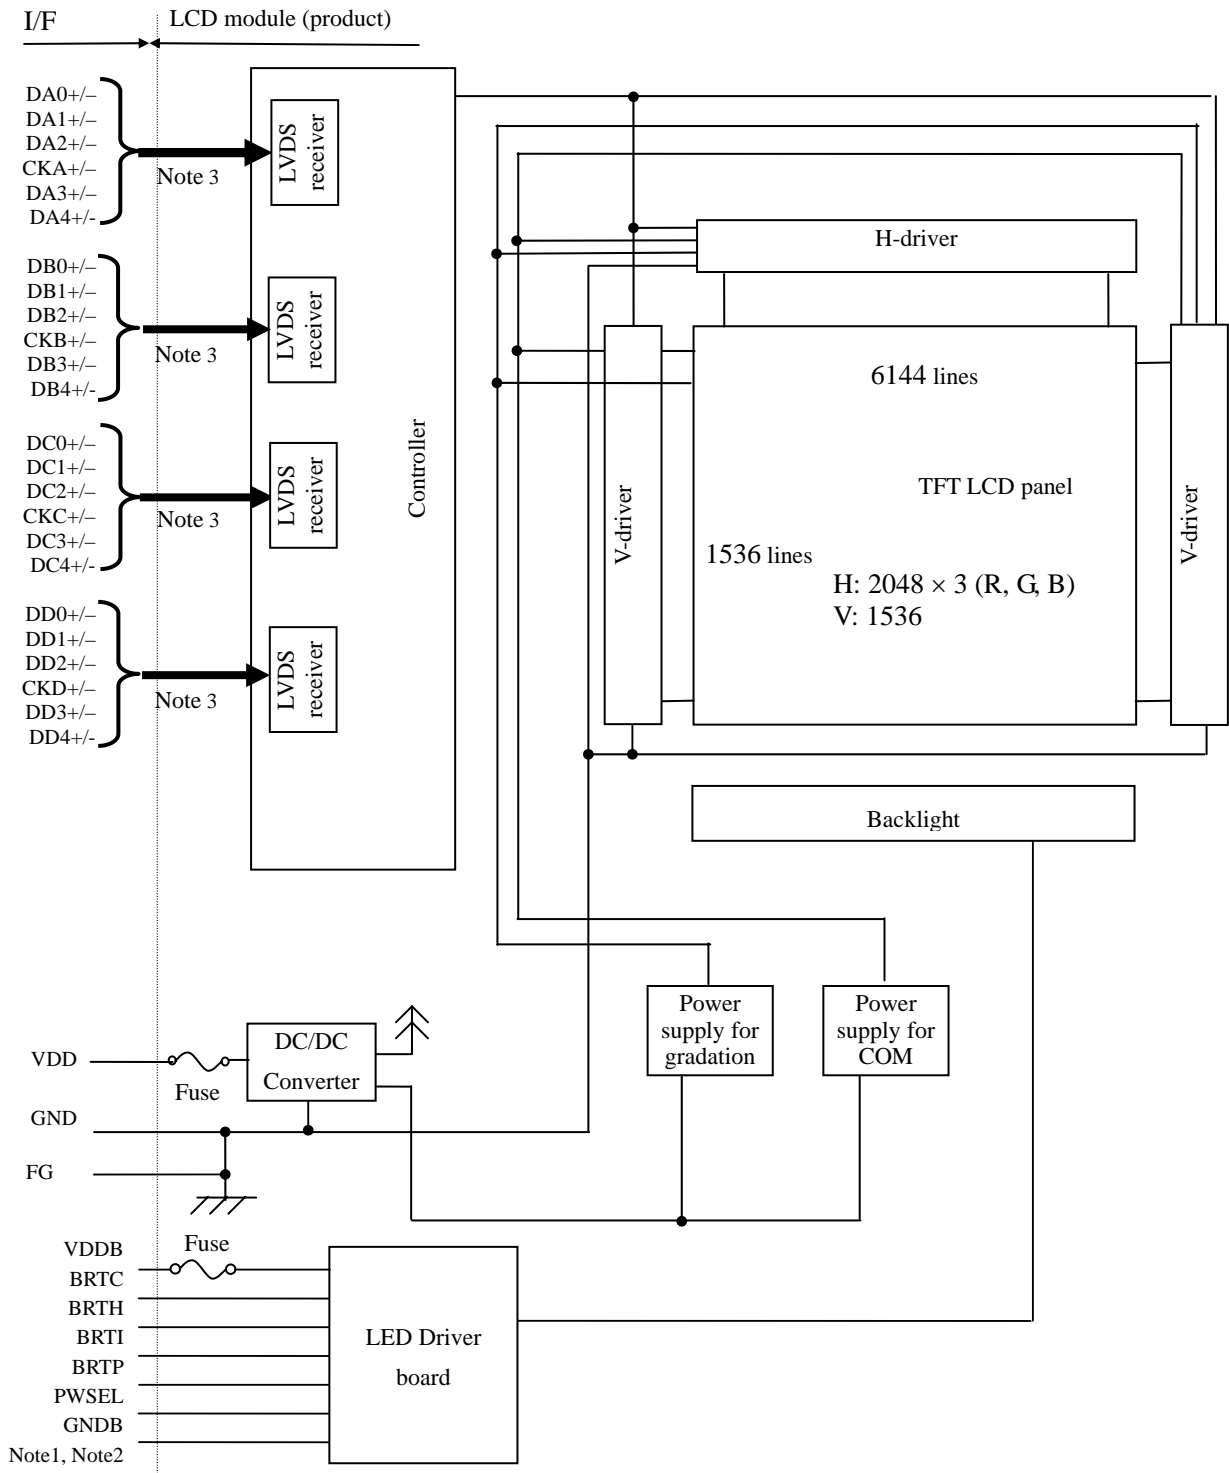 I/F
LCD module (product)
DA0+/–
DA1+/–
DA2+/–
CKA+/–
DA3+/–
DA4+/-
Note 3
LVDS
receiver
DB0+/–
DB1+/–
DB2+/–
CKB+/–
DB3+/–
DB4+/-
Note 3
LVDS
receiver
DC0+/–
DC1+/–
DC2+/–
CKC+/–
DC3+/–
DC4+/-
Note 3
LVDS
receiver
DD0+/–
DD1+/–
DD2+/–
CKD+/–
DD3+/–
DD4+/-
Note 3
LVDS
receiver
Controller
H-driver
V-driver
6144 lines
TFT LCD panel
1536 lines
H: 2048 × 3 (R, G, B)
V: 1536
V-driver
Backlight
Power
supply for
gradation
Power
supply for
COM
VDD
Fuse
DC/DC
Converter
GND
FG
VDDB
Fuse
BRTC
BRTH
BRTI
BRTP
PWSEL
GNDB
Note1, Note2
LED Driver
board